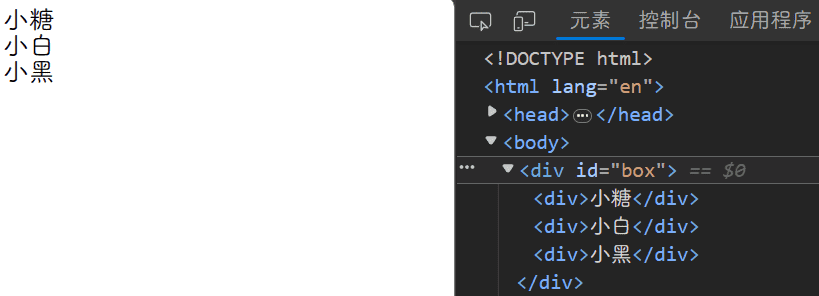 小糖
小白
小黑
元素 控制台 应用程序
<!DOCTYPE html>
<html lang="en">
<head>…</head>
<body>
… <div id="box"> == $0
<div>小糖</div>
<div>小白</div>
<div>小黑</div>
</div>